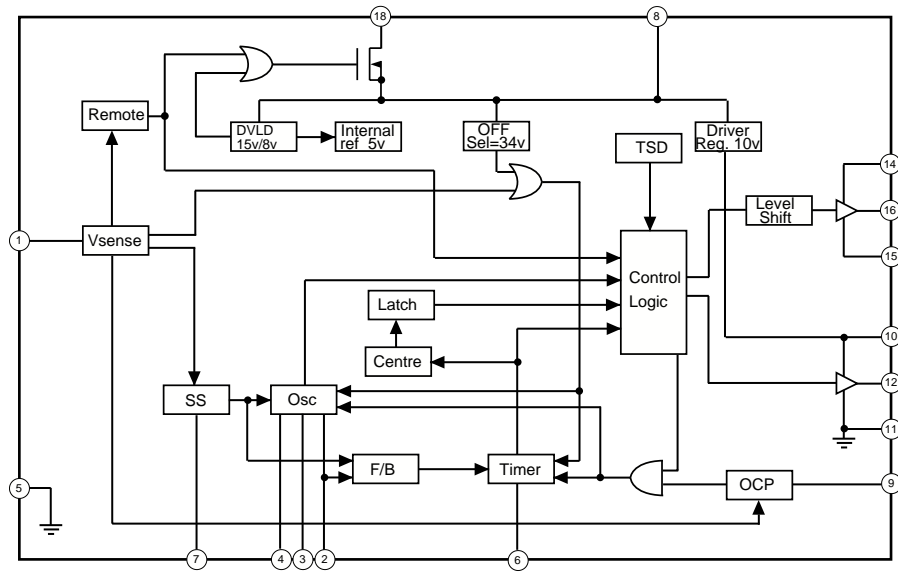 18
8
Remote
DVLD
15v/8v
Internal
ref 5v
OFF
Sel=34v
TSD
Driver
Reg. 10v
14
Level
Shift
16
1
Vsense
15
Control
Logic
Latch
10
Centre
12
SS
Osc
11
F/B
Timer
OCP
9
5
7
4
3
2
6